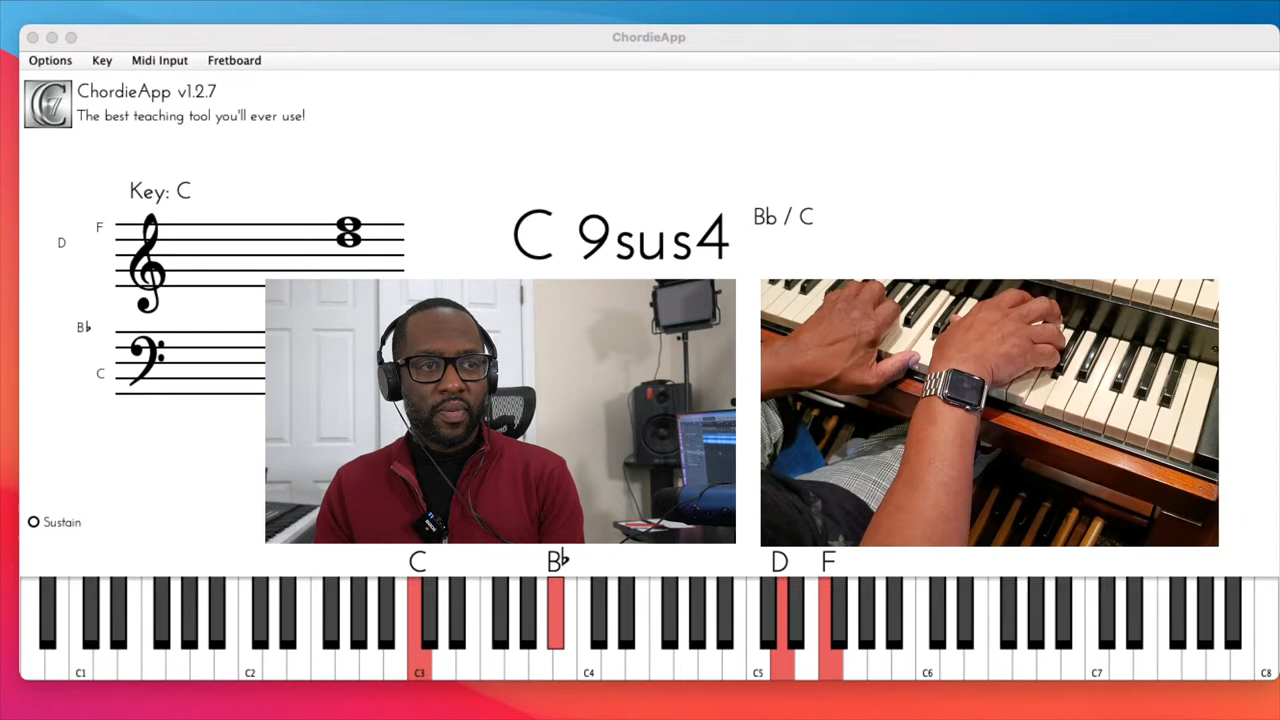 ChordieApp
Options Key Midi Input Fretboard
ChordieApp v1.2.7
The best teaching tool you'll ever use!
Key: C
C 9sus4
Bb / C
F
D
B♭
C
Sustain
C B♭ D F
C1 C2 C3 C4 C5 C6 C7 C8